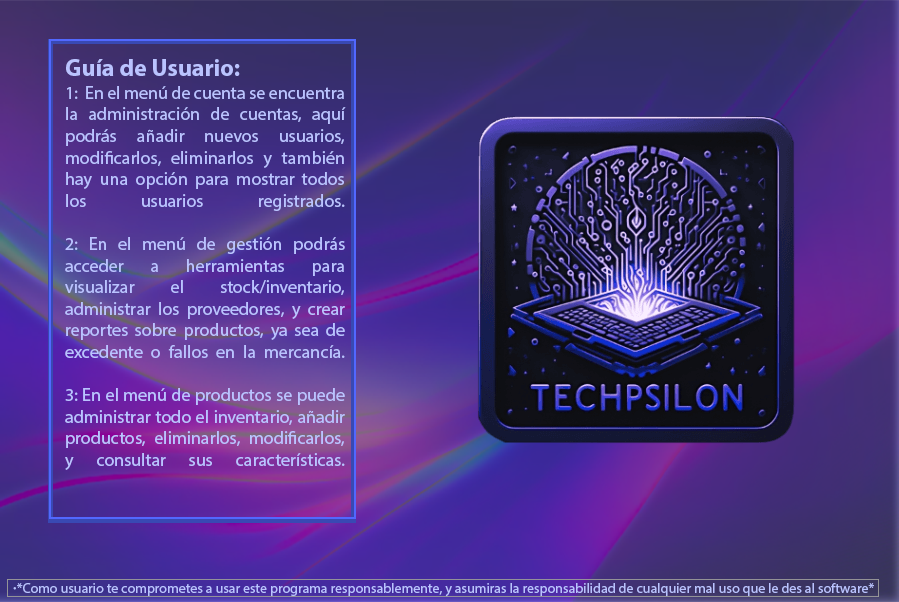 Guía de Usuario:
1: En el menú de cuenta se encuentra
la administración de cuentas, aquí
podrás añadir nuevos usuarios,
modificarlos, eliminarlos y también
hay una opción para mostrar todos
los usuarios registrados.
2: En el menú de gestión podrás
acceder a herramientas para
visualizar el stock/inventario,
administrar los proveedores, y crear
reportes sobre productos, ya sea de
excedente o fallos en la mercancía.
3: En el menú de productos se puede
administrar todo el inventario, añadir
productos, eliminarlos, modificarlos,
y consultar sus características.
TECHPSILON
·*Como usuario te comprometes a usar este programa responsablemente, y asumiras la responsabilidad de cualquier mal uso que le des al software*